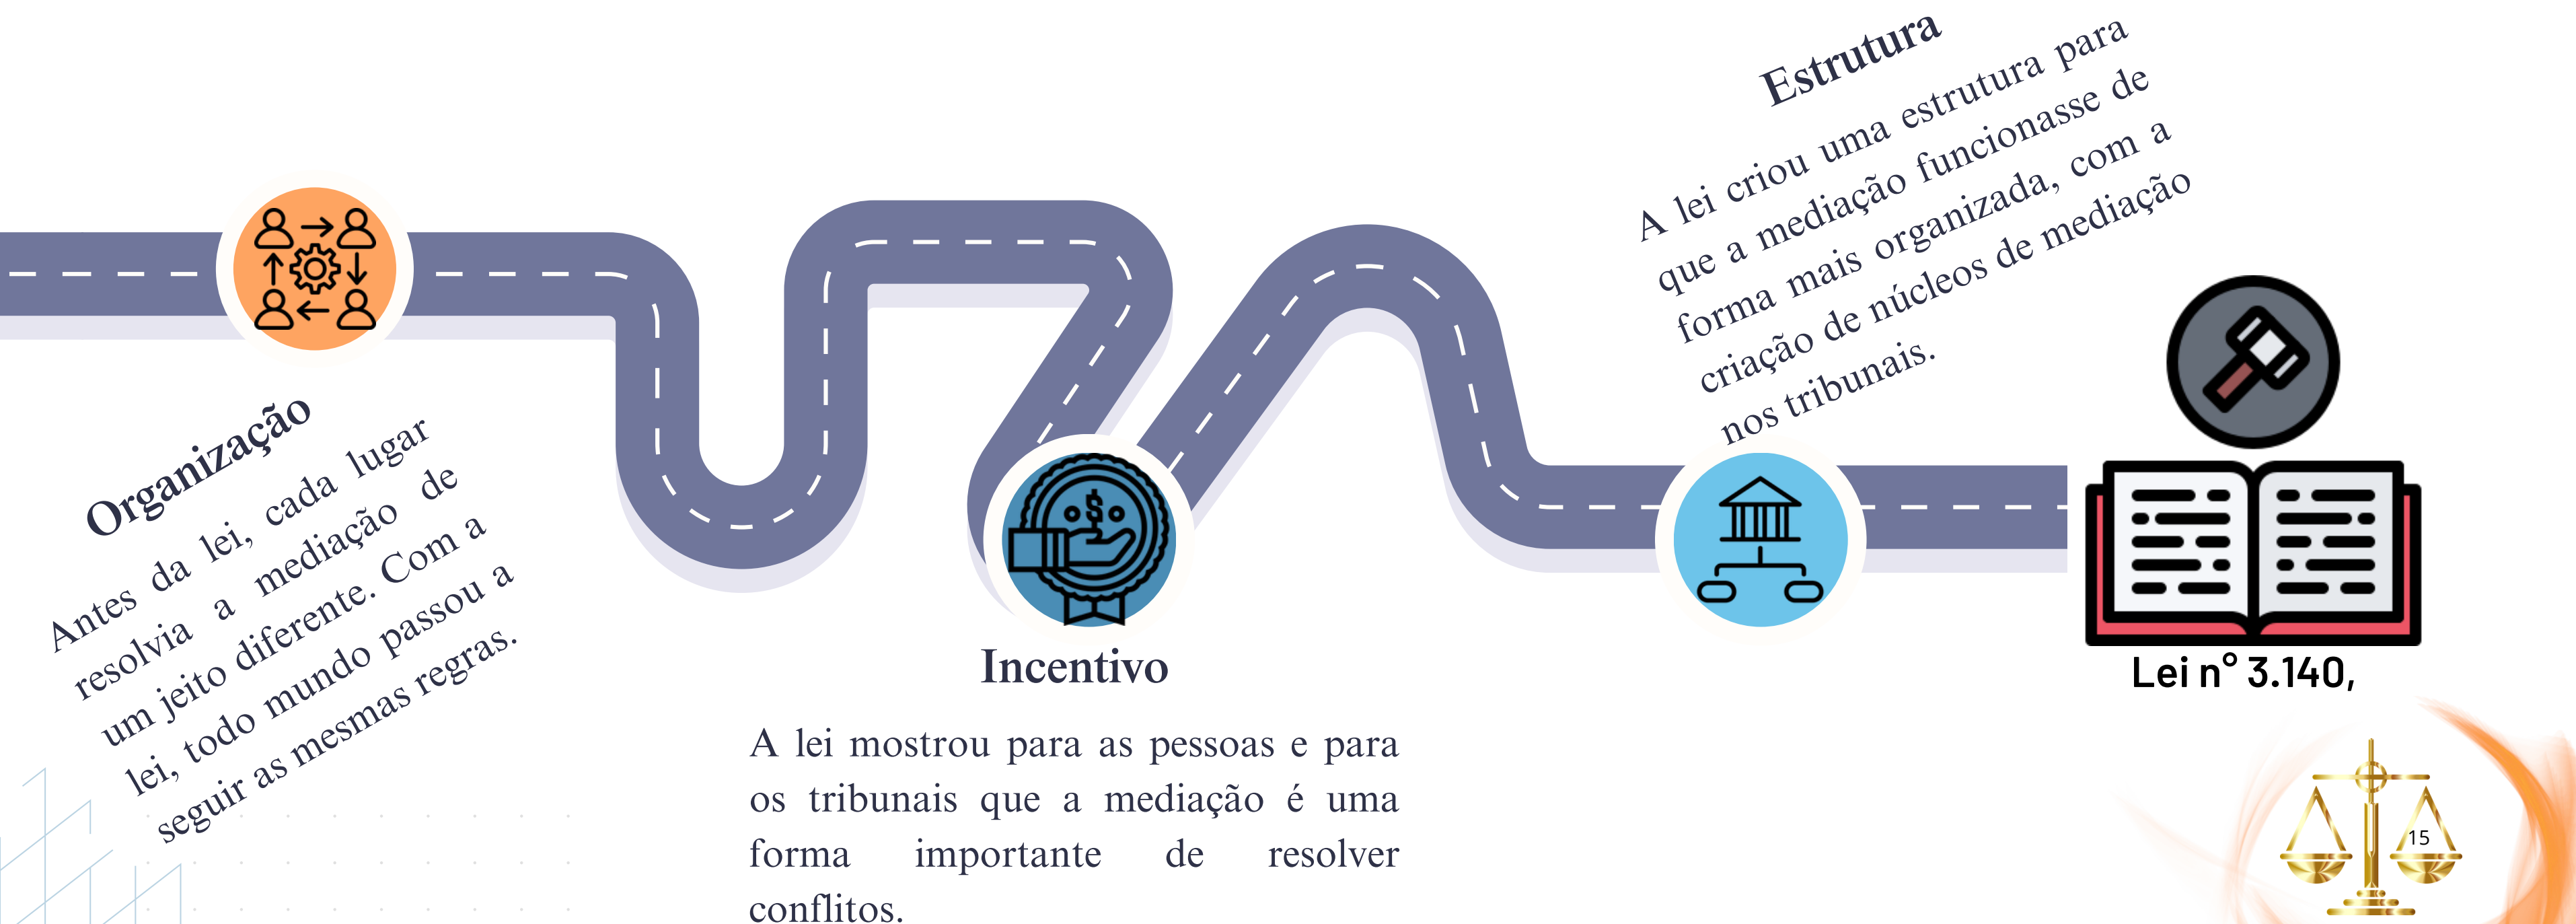 Organização
Antes da lei, cada lugar
resolvia a mediação de
um jeito diferente. Com a
lei, todo mundo passou a
seguir as mesmas regras.
Incentivo
A lei mostrou para as pessoas e para
os tribunais que a mediação é uma
forma importante de resolver
conflitos.
Estrutura
A lei criou uma estrutura para
que a mediação funcionasse de
forma mais organizada, com a
criação de núcleos de mediação
nos tribunais.
Lei n° 3.140,
15
$